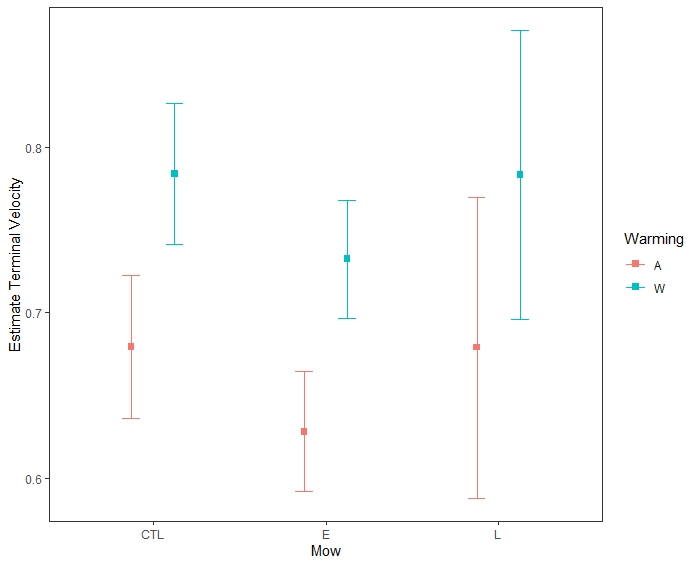 0.8
0.7
0.6
Estimate Terminal Velocity
CTL E L
Mow
Warming
A
W